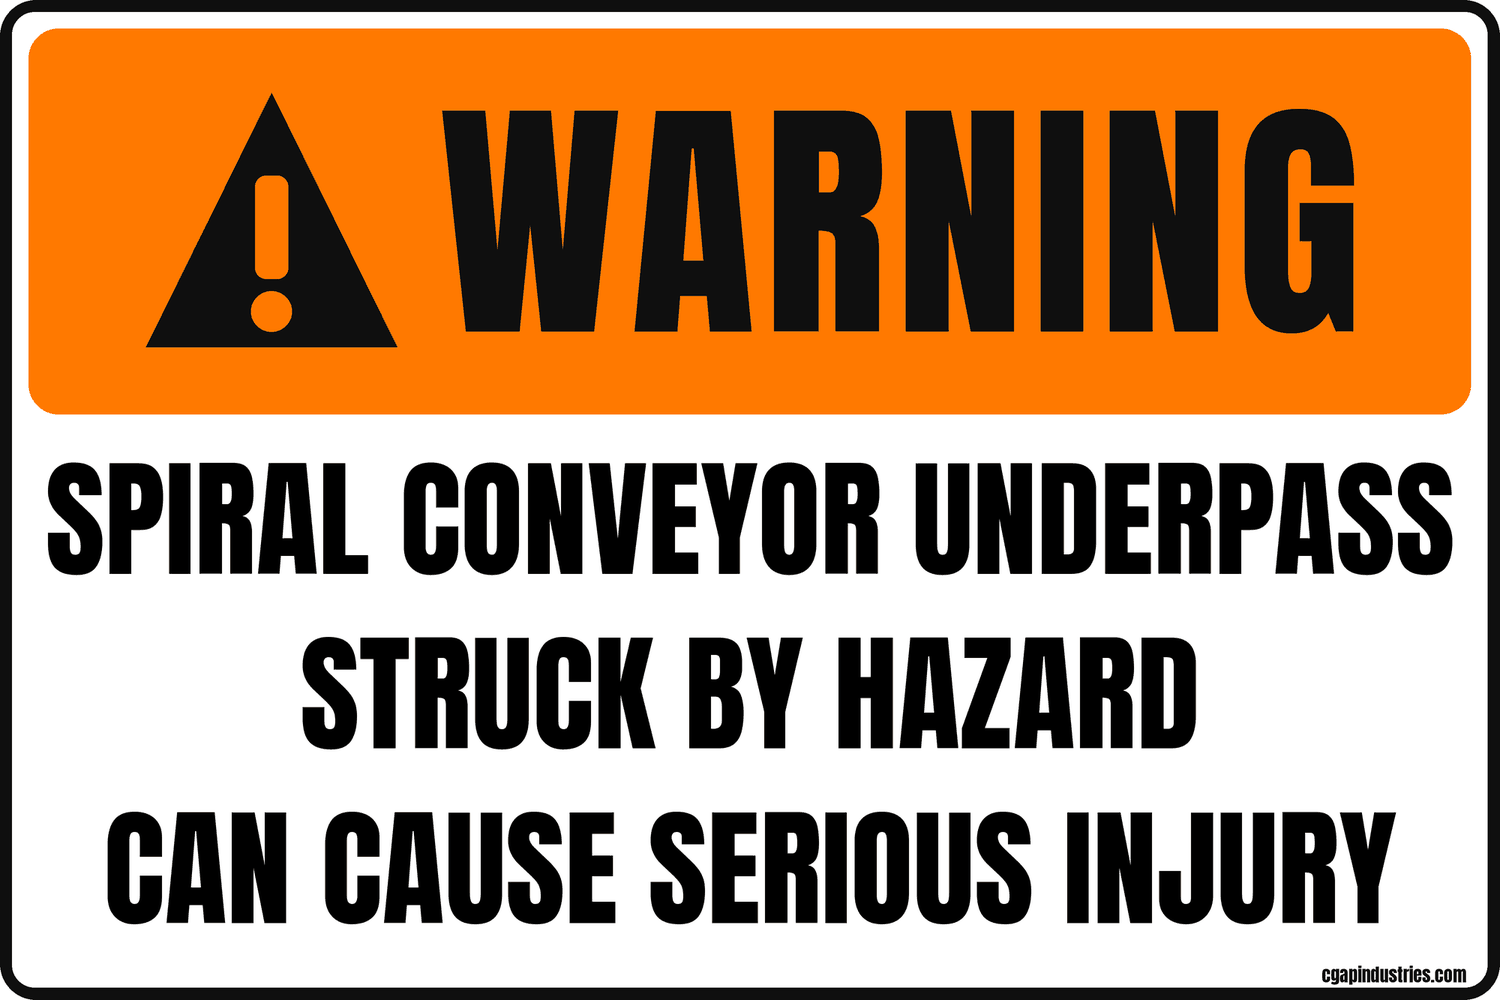 WARNING
SPIRAL CONVEYOR UNDERPASS
STRUCK BY HAZARD
CAN CAUSE SERIOUS INJURY
cgapindustries.com